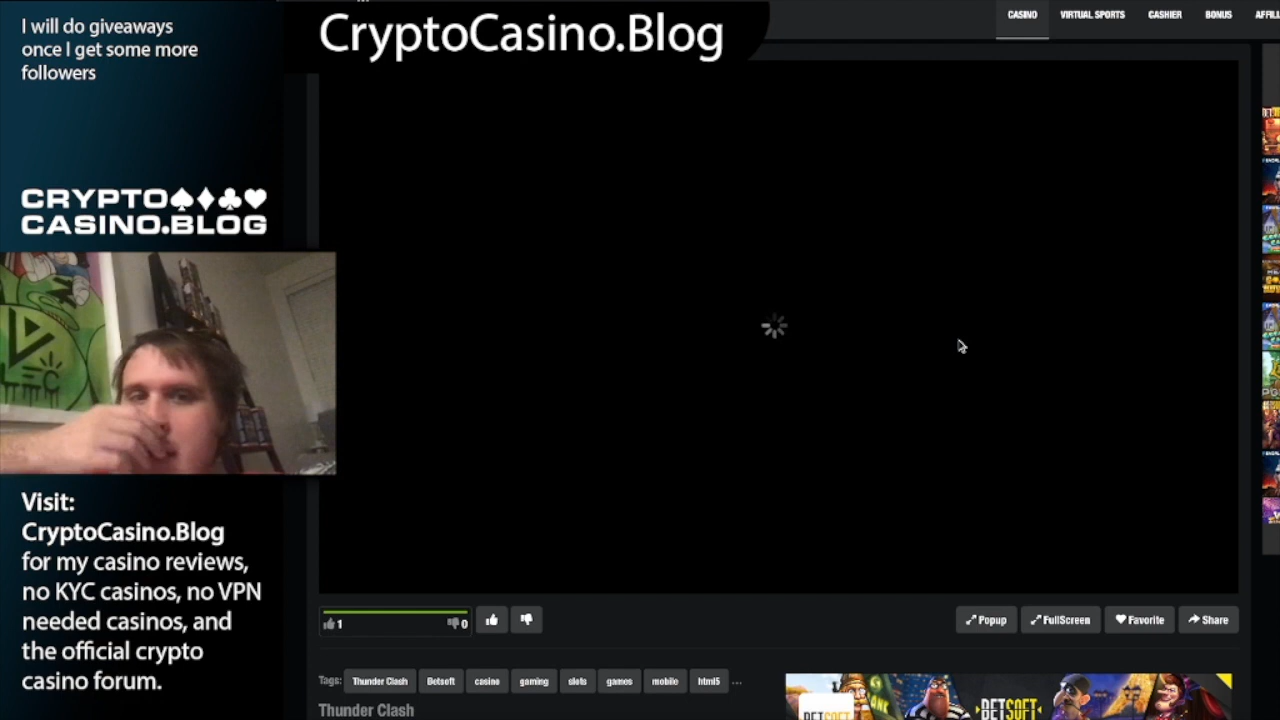 I will do giveaways
once I get some more
followers
CryptoCasino.Blog
CASINO
VIRTUAL SPORTS
CASHIER
BONUS
CRYPTO
CASINO.BLOG
Visit:
CryptoCasino.Blog
for my casino reviews,
no KYC casinos, no VPN
needed casinos, and
the official crypto
casino forum.
1
0
Popup
FullScreen
Favorite
Share
Tags:
Thunder Clash
Betsoft
casino
gaming
slots
games
mobile
html5
...
Thunder Clash
BETSOFT
BETSOFT